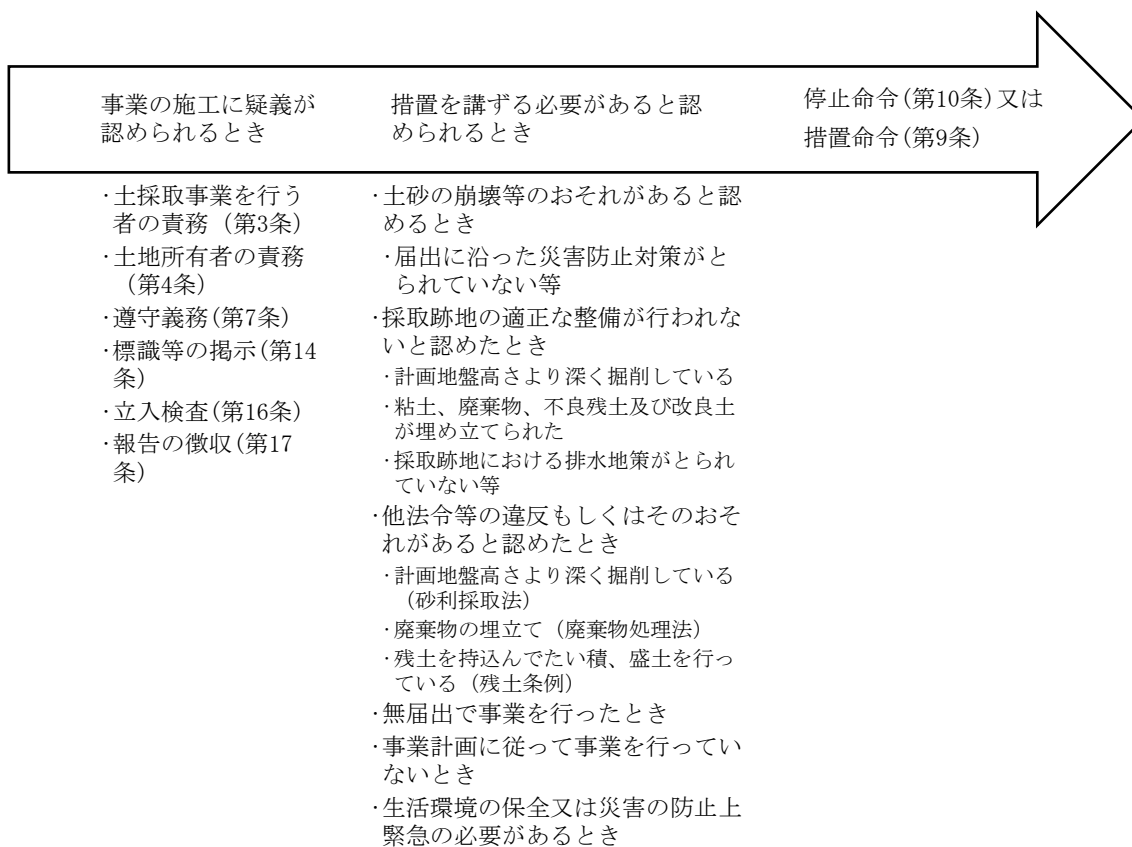 事業の施工に疑義が
認められるとき
措置を講ずる必要があると認
められるとき
停止命令(第10条)又は
措置命令(第9条)
・土採取事業を行う
者の責務（第3条）
・土地所有者の責務
（第4条）
・遵守義務(第7条)
・標識等の掲示(第14
条)
・立入検査(第16条)
・報告の徴収(第17
条)
・土砂の崩壊等のおそれがあると認
めるとき
・届出に沿った災害防止対策がと
られていない等
・採取跡地の適正な整備が行われな
いと認めたとき
・計画地盤高さより深く掘削している
・粘土、廃棄物、不良残土及び改良土
が埋め立てられた
・採取跡地における排水地策がとられ
ていない等
・他法令等の違反もしくはそのおそ
れがあると認めたとき
・計画地盤高さより深く掘削している
（砂利採取法）
・廃棄物の埋立て（廃棄物処理法）
・残土を持込んでたい積、盛土を行っ
ている（残土条例）
・無届出で事業を行ったとき
・事業計画に従って事業を行ってい
ないとき
・生活環境の保全又は災害の防止上
緊急の必要があるとき